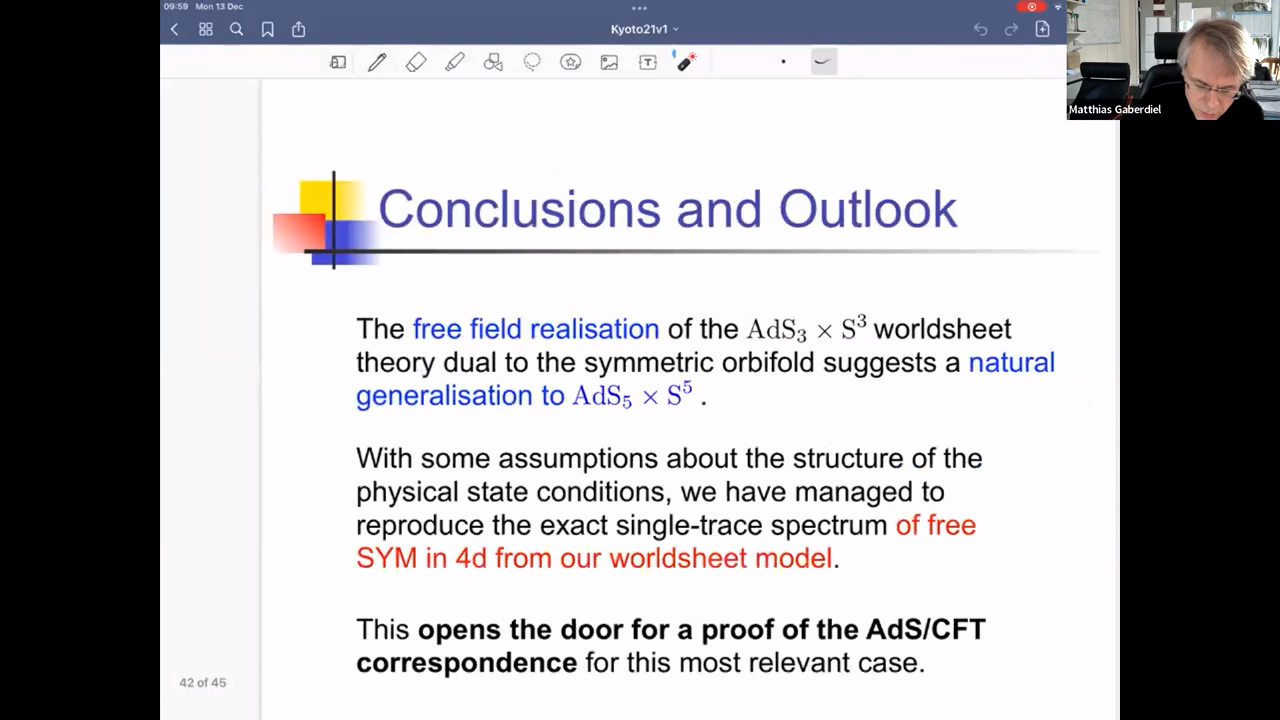 09:59 Mon 13 Dec
Kyoto21v1
T
Matthias Gaberdiel
Conclusions and Outlook
The free field realisation of the AdS₃ × S³ worldsheet
theory dual to the symmetric orbifold suggests a natural
generalisation to AdS₅ × S⁵ .
With some assumptions about the structure of the
physical state conditions, we have managed to
reproduce the exact single-trace spectrum of free
SYM in 4d from our worldsheet model.
This opens the door for a proof of the AdS/CFT
correspondence for this most relevant case.
42 of 45